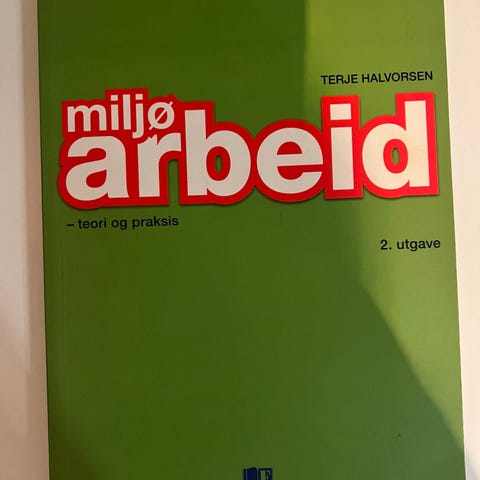 TERJE HALVORSEN
miljø
arbeid
– teori og praksis
2. utgave